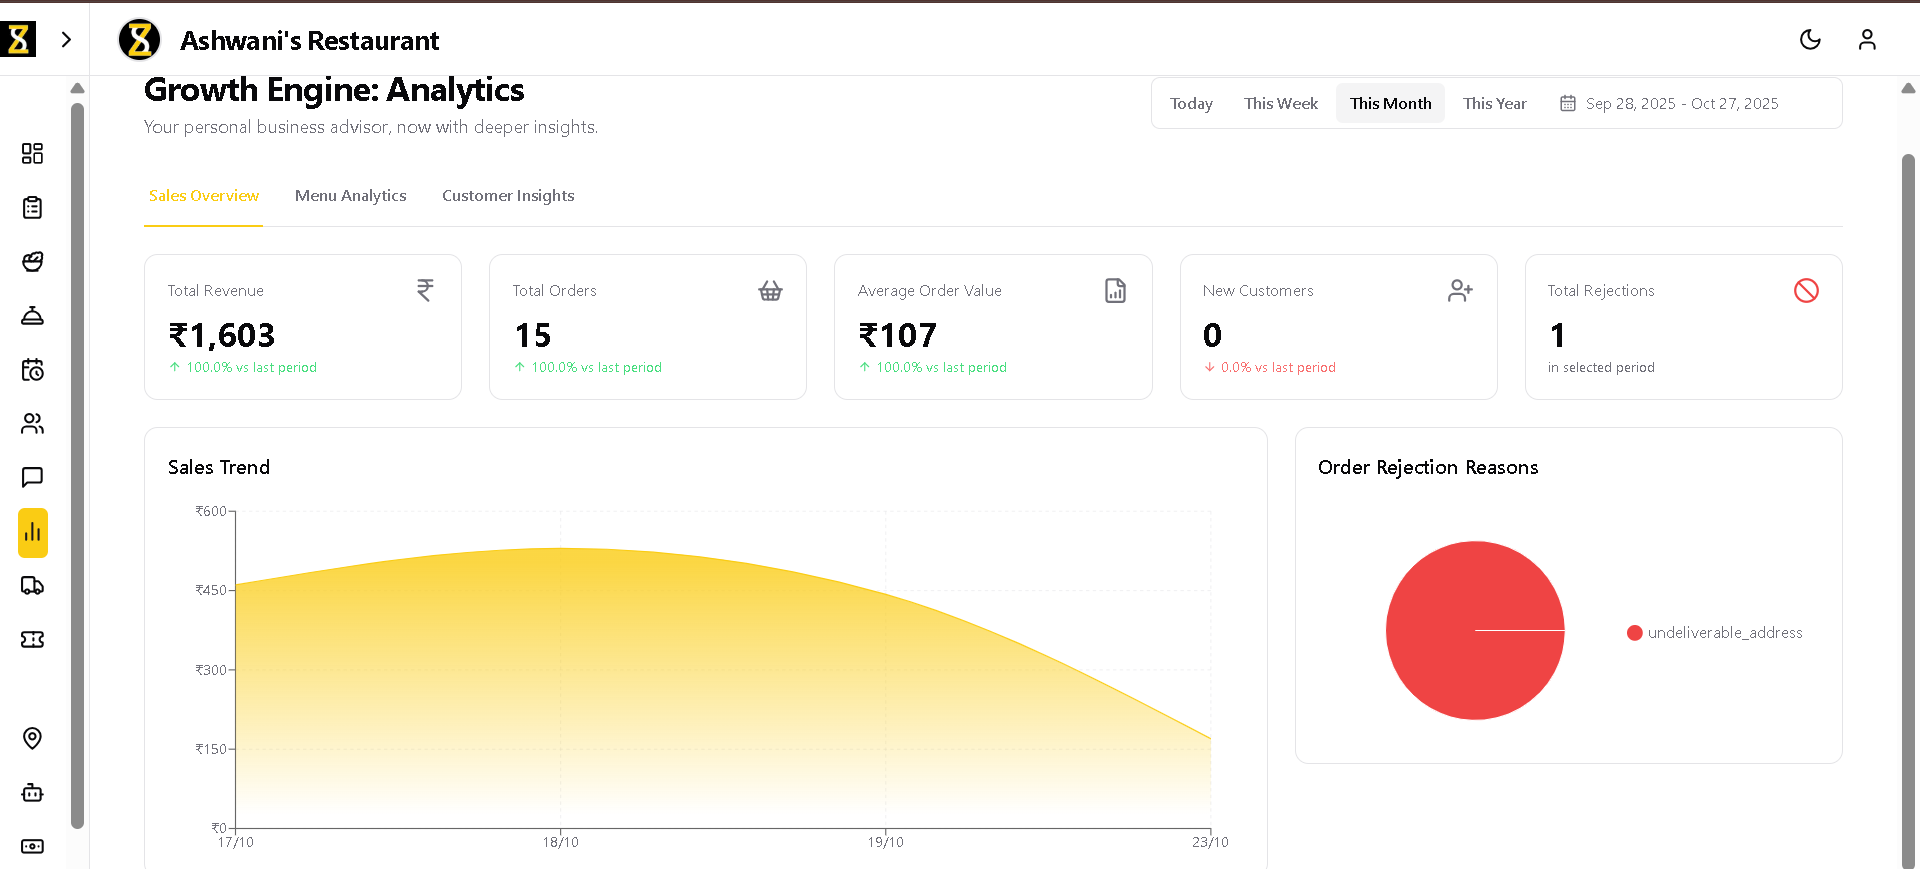 Ashwani's Restaurant
Growth Engine: Analytics
Your personal business advisor, now with deeper insights.
Today This Week This Month This Year Sep 28, 2025 - Oct 27, 2025
Sales Overview Menu Analytics Customer Insights
Total Revenue
₹1,603
↑ 100.0% vs last period
Total Orders
15
↑ 100.0% vs last period
Average Order Value
₹107
↑ 100.0% vs last period
New Customers
0
↓ 0.0% vs last period
Total Rejections
1
in selected period
Sales Trend
₹600
₹450
₹300
₹150
₹0
17/10 18/10 19/10 23/10
Order Rejection Reasons
undeliverable_address